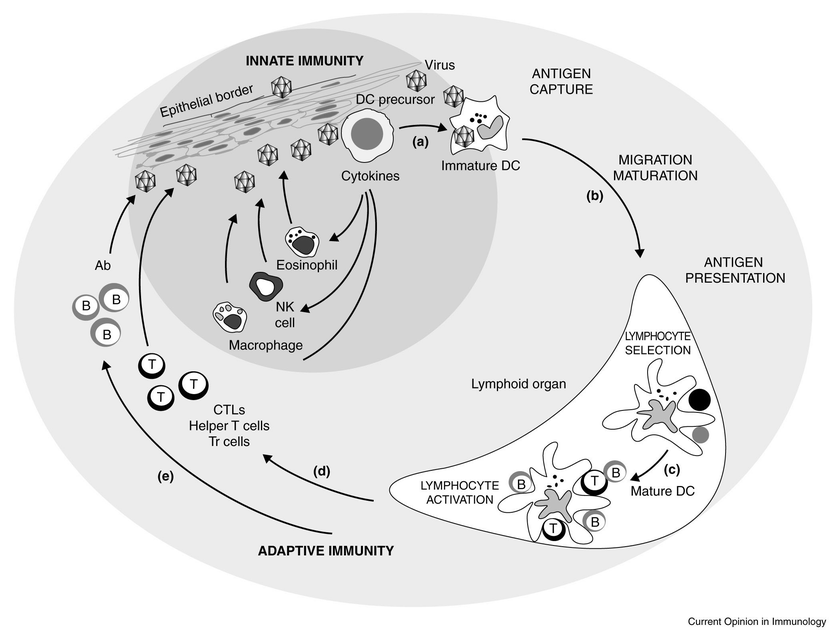 INNATE IMMUNITY
Virus
Epithelial border
DC precursor
ANTIGEN
CAPTURE
(a)
Immature DC
Cytokines
MIGRATION
MATURATION
(b)
Eosinophil
NK
cell
Macrophage
Ab
B
B
B
ANTIGEN
PRESENTATION
LYMPHOCYTE
SELECTION
Lymphoid organ
T
T
T
CTLs
Helper T cells
Tr cells
(c)
Mature DC
LYMPHOCYTE
ACTIVATION
B
T
B
B
T
(d)
(e)
ADAPTIVE IMMUNITY
Current Opinion in Immunology